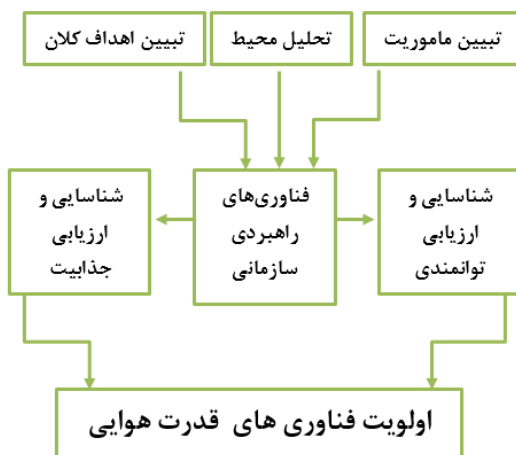 تبیین ماموریت
تحلیل محیط
تبیین اهداف کلان
شناسایی و
ارزیابی
توانمندی
فناوری‌های
راهبردی
سازمانی
شناسایی و
ارزیابی
جذابیت
اولویت فناوری های قدرت هوایی